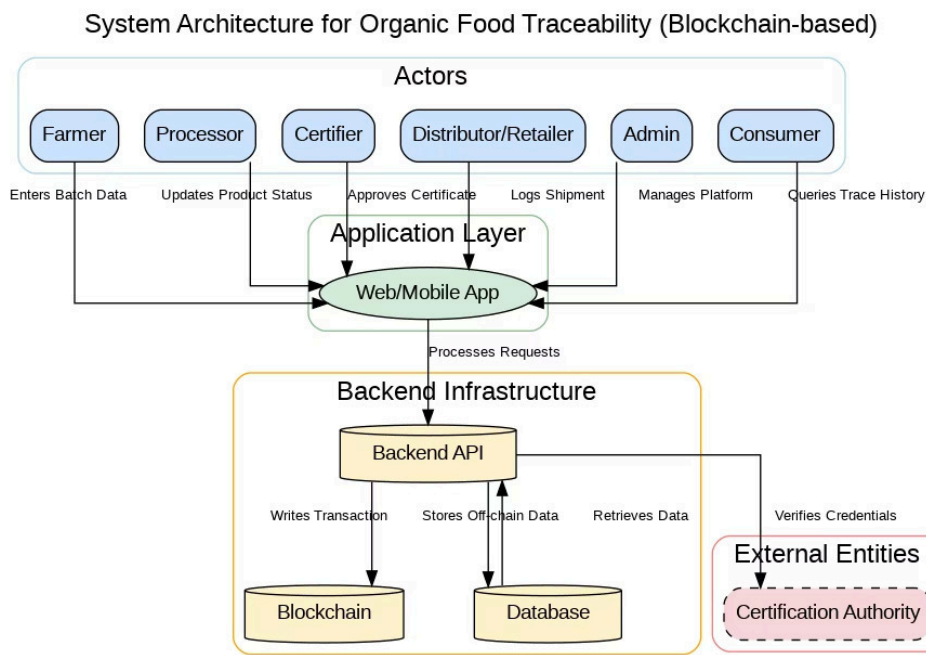 System Architecture for Organic Food Traceability (Blockchain-based)
Actors
Farmer
Processor
Certifier
Distributor/Retailer
Admin
Consumer
Enters Batch Data
Updates Product Status
Approves Certificate
Logs Shipment
Manages Platform
Queries Trace History
Application Layer
Web/Mobile App
Processes Requests
Backend Infrastructure
Backend API
Writes Transaction
Stores Off-chain Data
Retrieves Data
Verifies Credentials
External Entities
Blockchain
Database
Certification Authority